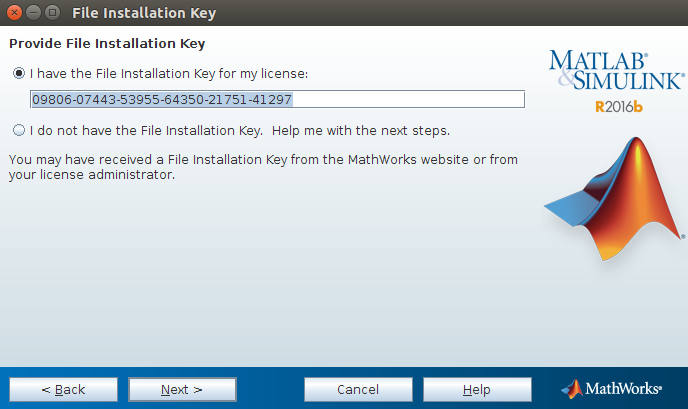 File Installation Key
Provide File Installation Key
I have the File Installation Key for my license:
09806-07443-53955-64350-21751-41297
I do not have the File Installation Key. Help me with the next steps.
You may have received a File Installation Key from the MathWorks website or from
your license administrator.
MATLAB®
&SIMULINK®
R2016b
< Back
Next >
Cancel
Help
MathWorks®